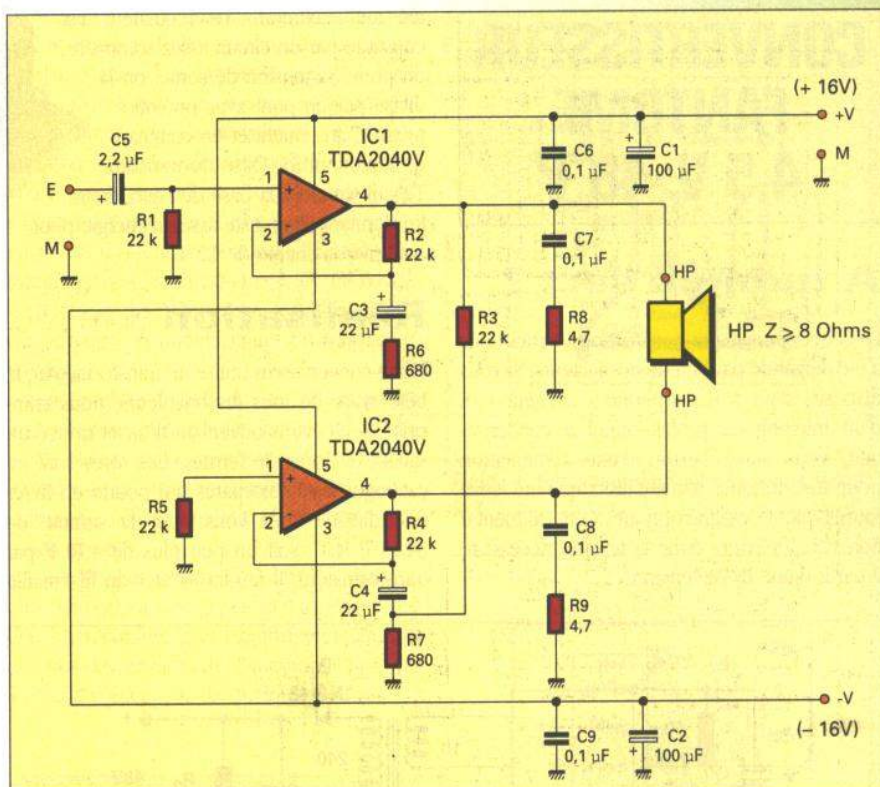 (+ 16V)
+V
M
C6
0,1 µF
C1
100 µF
+
IC1
TDA2040V
C5
2,2 µF
+
E
M
R1
22 k
1
+
5
4
2
3
R2
22 k
+
C3
22 µF
R6
680
R3
22 k
C7
0,1 µF
R8
4,7
HP
HP Z ⩾ 8 Ohms
HP
IC2
TDA2040V
R5
22 k
1
+
5
4
2
3
R4
22 k
+
C4
22 µF
R7
680
C8
0,1 µF
R9
4,7
-V
(– 16V)
C9
0,1 µF
C2
100 µF
+